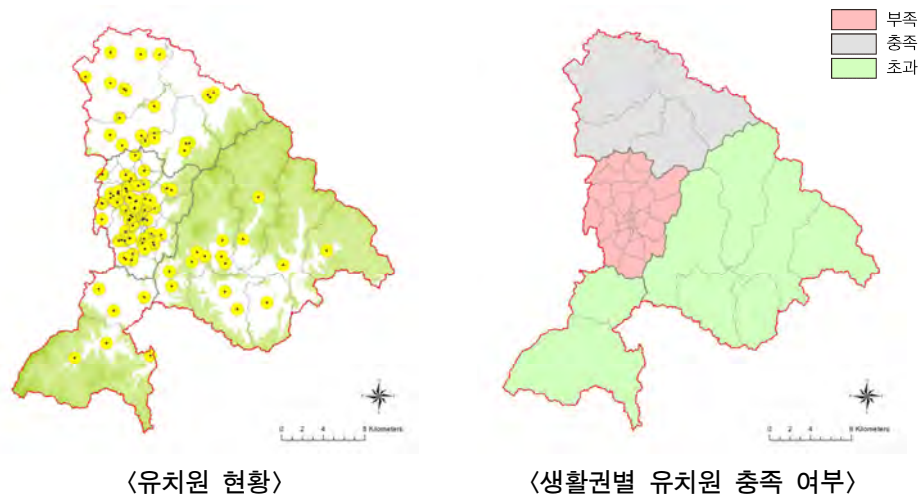 부족
충족
초과
0 2 4 8 Kilometers
0 2 4 8 Kilometers
〈유치원 현황〉
〈생활권별 유치원 충족 여부〉